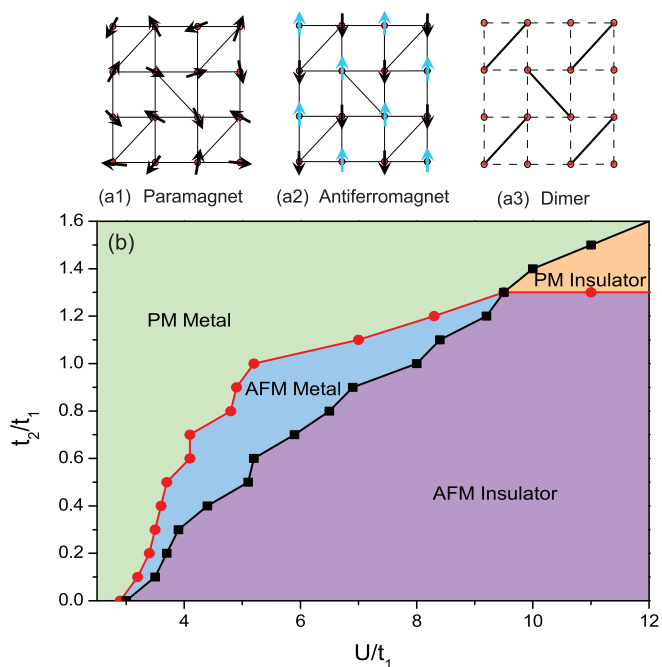 (a1) Paramagnet
(a2) Antiferromagnet
(a3) Dimer
(b)
1.6
1.4
1.2
1.0
0.8
0.6
0.4
0.2
0.0
t2/t1
PM Metal
AFM Metal
PM Insulator
AFM Insulator
4 6 8 10 12
U/t1